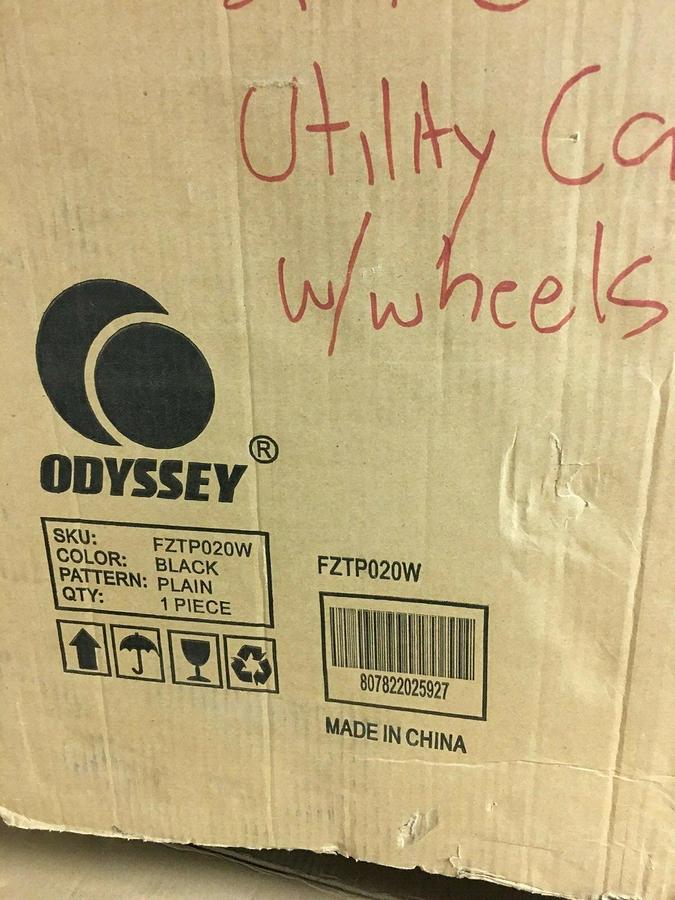 Utility Ca
w/wheels
ODYSSEY®
SKU: FZTP020W
COLOR: BLACK
PATTERN: PLAIN
QTY: 1 PIECE
FZTP020W
807822025927
MADE IN CHINA